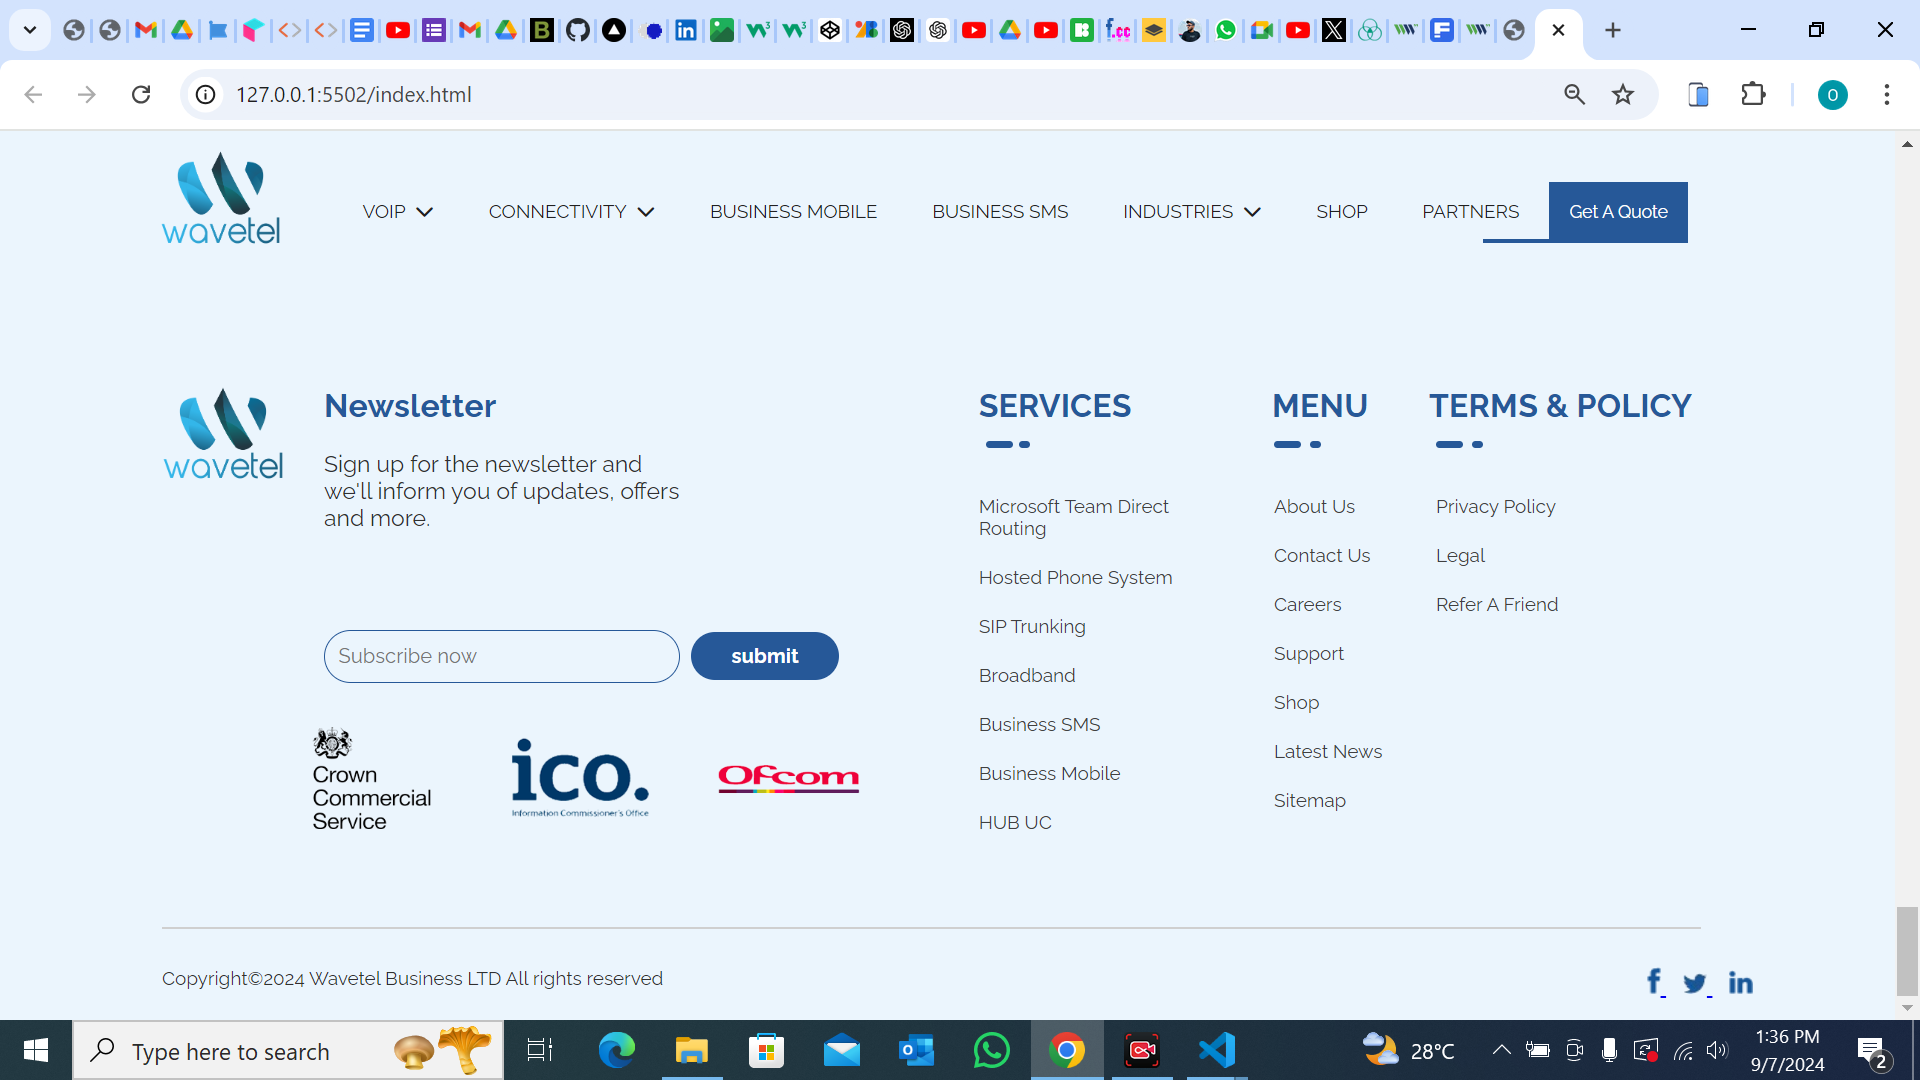 127.0.0.1:5502/index.html
O
wavetel
VOIP
CONNECTIVITY
BUSINESS MOBILE
BUSINESS SMS
INDUSTRIES
SHOP
PARTNERS
Get A Quote
wavetel
Newsletter
Sign up for the newsletter and
we'll inform you of updates, offers
and more.
Subscribe now
submit
Crown
Commercial
Service
ico.
Information Commissioner's Office
Ofcom
SERVICES
Microsoft Team Direct
Routing
Hosted Phone System
SIP Trunking
Broadband
Business SMS
Business Mobile
HUB UC
MENU
About Us
Contact Us
Careers
Support
Shop
Latest News
Sitemap
TERMS & POLICY
Privacy Policy
Legal
Refer A Friend
Copyright©2024 Wavetel Business LTD All rights reserved
Type here to search
28°C
1:36 PM
9/7/2024
2